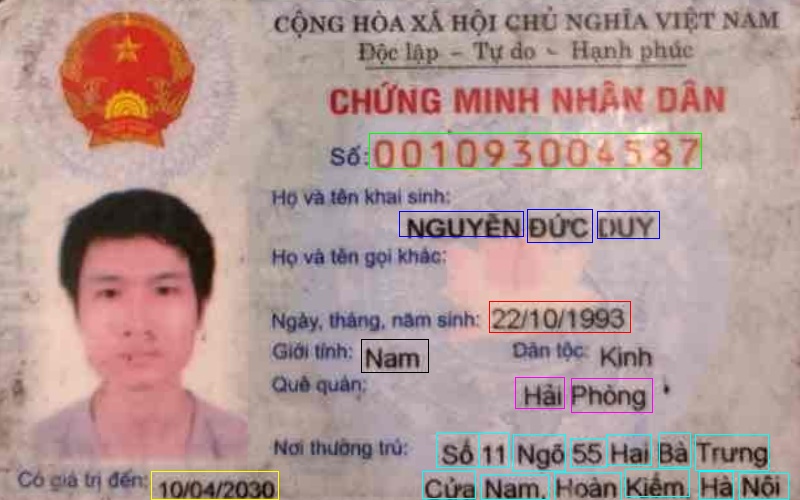 CỘNG HÒA XÃ HỘI CHỦ NGHĨA VIỆT NAM
Độc lập - Tự do - Hạnh phúc
CHỨNG MINH NHÂN DÂN
Số: 001093004587
Họ và tên khai sinh:
NGUYỄN ĐỨC DUY
Họ và tên gọi khác:
Ngày, tháng, năm sinh: 22/10/1993
Giới tính: Nam Dân tộc: Kinh
Quê quán: Hải Phòng
Nơi thường trú: Số 11 Ngõ 55 Hai Bà Trưng
Cửa Nam, Hoàn Kiếm, Hà Nội
Có giá trị đến: 10/04/2030